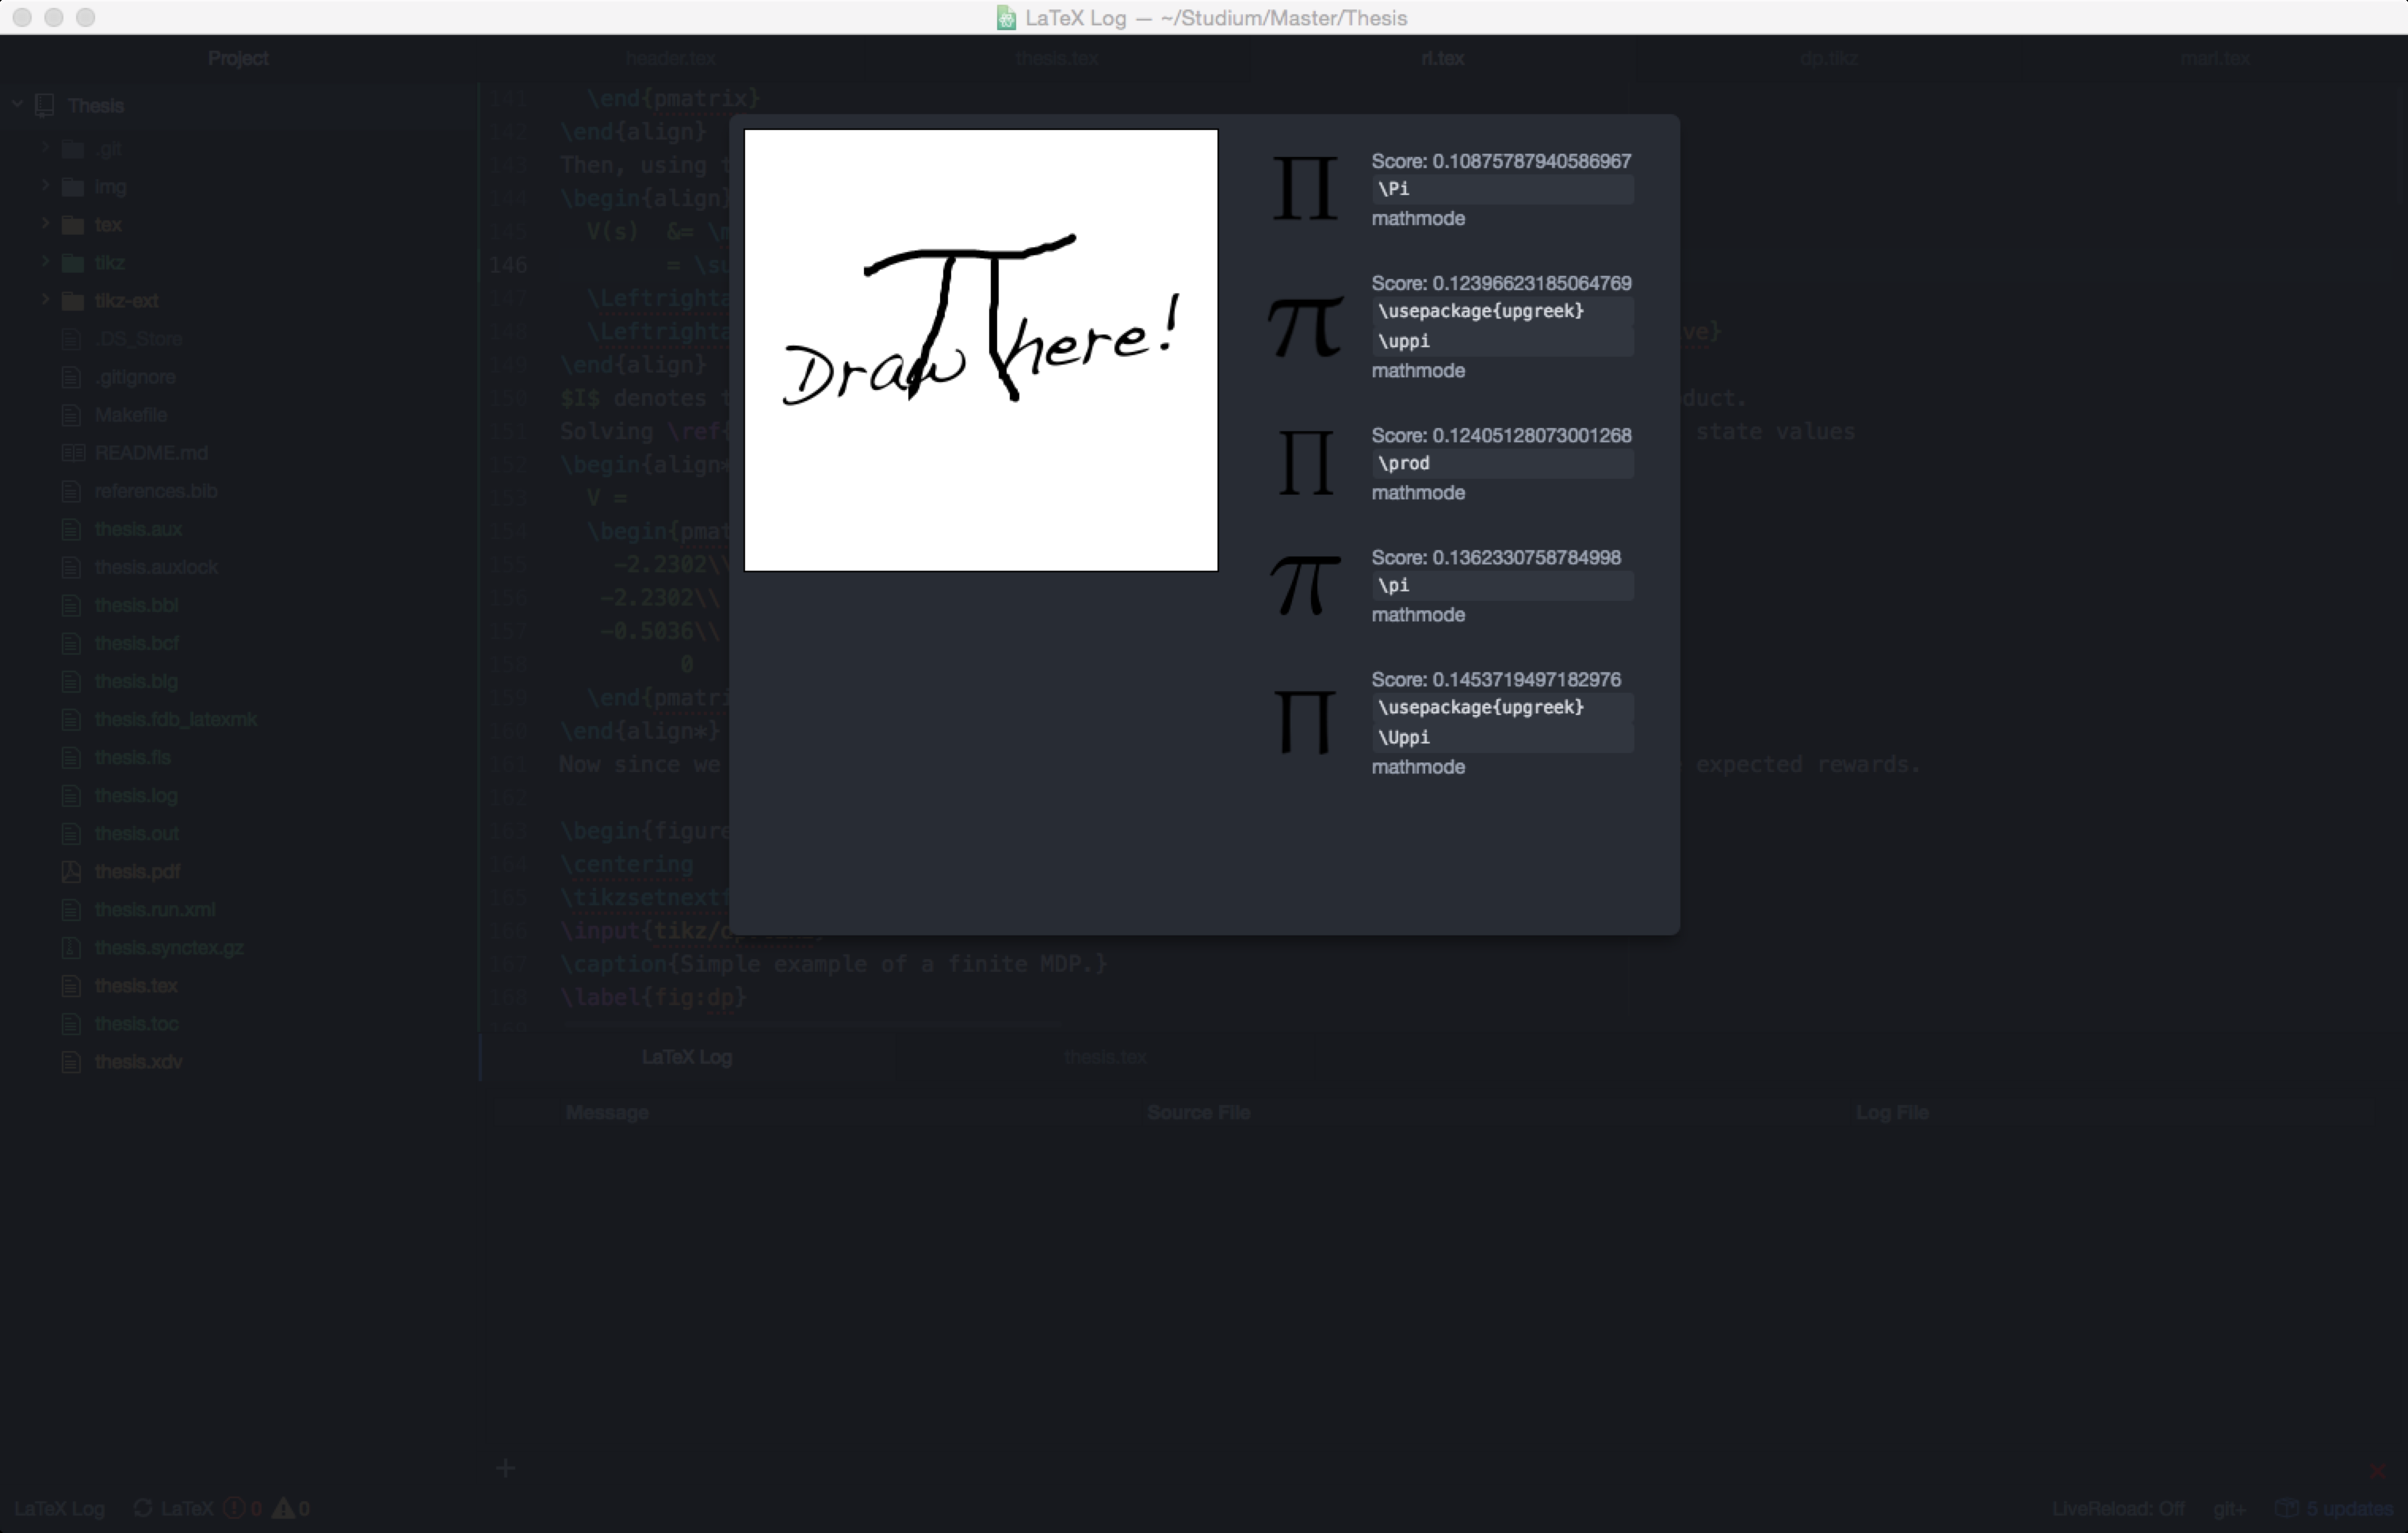 LaTeX Log — ~/Studium/Master/Thesis
Project
header.tex
thesis.tex
rl.tex
dp.tikz
marl.tex
Thesis
.git
img
tex
tikz
tikz-ext
.DS_Store
.gitignore
Makefile
README.md
references.bib
thesis.aux
thesis.auxlock
thesis.bbl
thesis.bcf
thesis.blg
thesis.fdb_latexmk
thesis.fls
thesis.log
thesis.out
thesis.pdf
thesis.run.xml
thesis.synctex.gz
thesis.tex
thesis.toc
thesis.xdv
141 \end{pmatrix}
142 \end{align}
143 Then, using
144 \begin{align}
145 V(s) &=
146 = \su
147 \Leftrighta
148 \Leftrighta
ve}
149 \end{align}
150 $I$ denotes t
duct.
151 Solving \ref{
state values
152 \begin{align*
153 V =
154 \begin{pmat
155 -2.2302\\
156 -2.2302\\
157 -0.5036\\
158 0
159 \end{pmatri
160 \end{align*}
161 Now since we
expected rewards.
162
163 \begin{figure
164 \centering
165 \tikzsetnextf
166 \input{tikz/
167 \caption{Simple example of a finite MDP.}
168 \label{fig:dp}
169
Draw here!
π
Π
Score: 0.10875787940586967
\Pi
mathmode
π
Score: 0.12396623185064769
\usepackage{upgreek}
\uppi
mathmode
∏
Score: 0.12405128073001268
\prod
mathmode
π
Score: 0.1362330758784998
\pi
mathmode
Π
Score: 0.1453719497182976
\usepackage{upgreek}
\Uppi
mathmode
LaTeX Log
thesis.tex
Message
Source File
Log File
LaTeX Log
LaTeX
0
0
LiveReload: Off
git+
5 updates